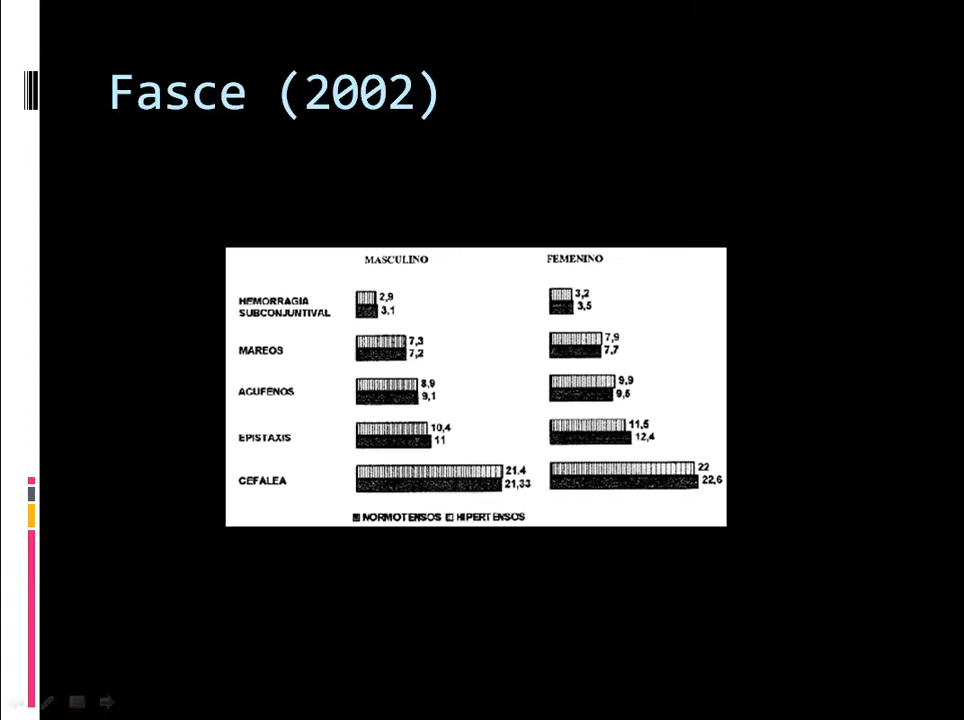 Fasce (2002)
MASCULINO FEMENINO
HEMORRAGIA
SUBCONJUNTIVAL
2,9
3,1
3,2
3,5
MAREOS
7,3
7,2
7,9
7,7
ACUFENOS
8,9
9,1
9,9
9,5
EPISTAXIS
10,4
11
11,5
12,4
CEFALEA
21.4
21,33
22
22,6
NORMOTENSOS HIPERTENSOS